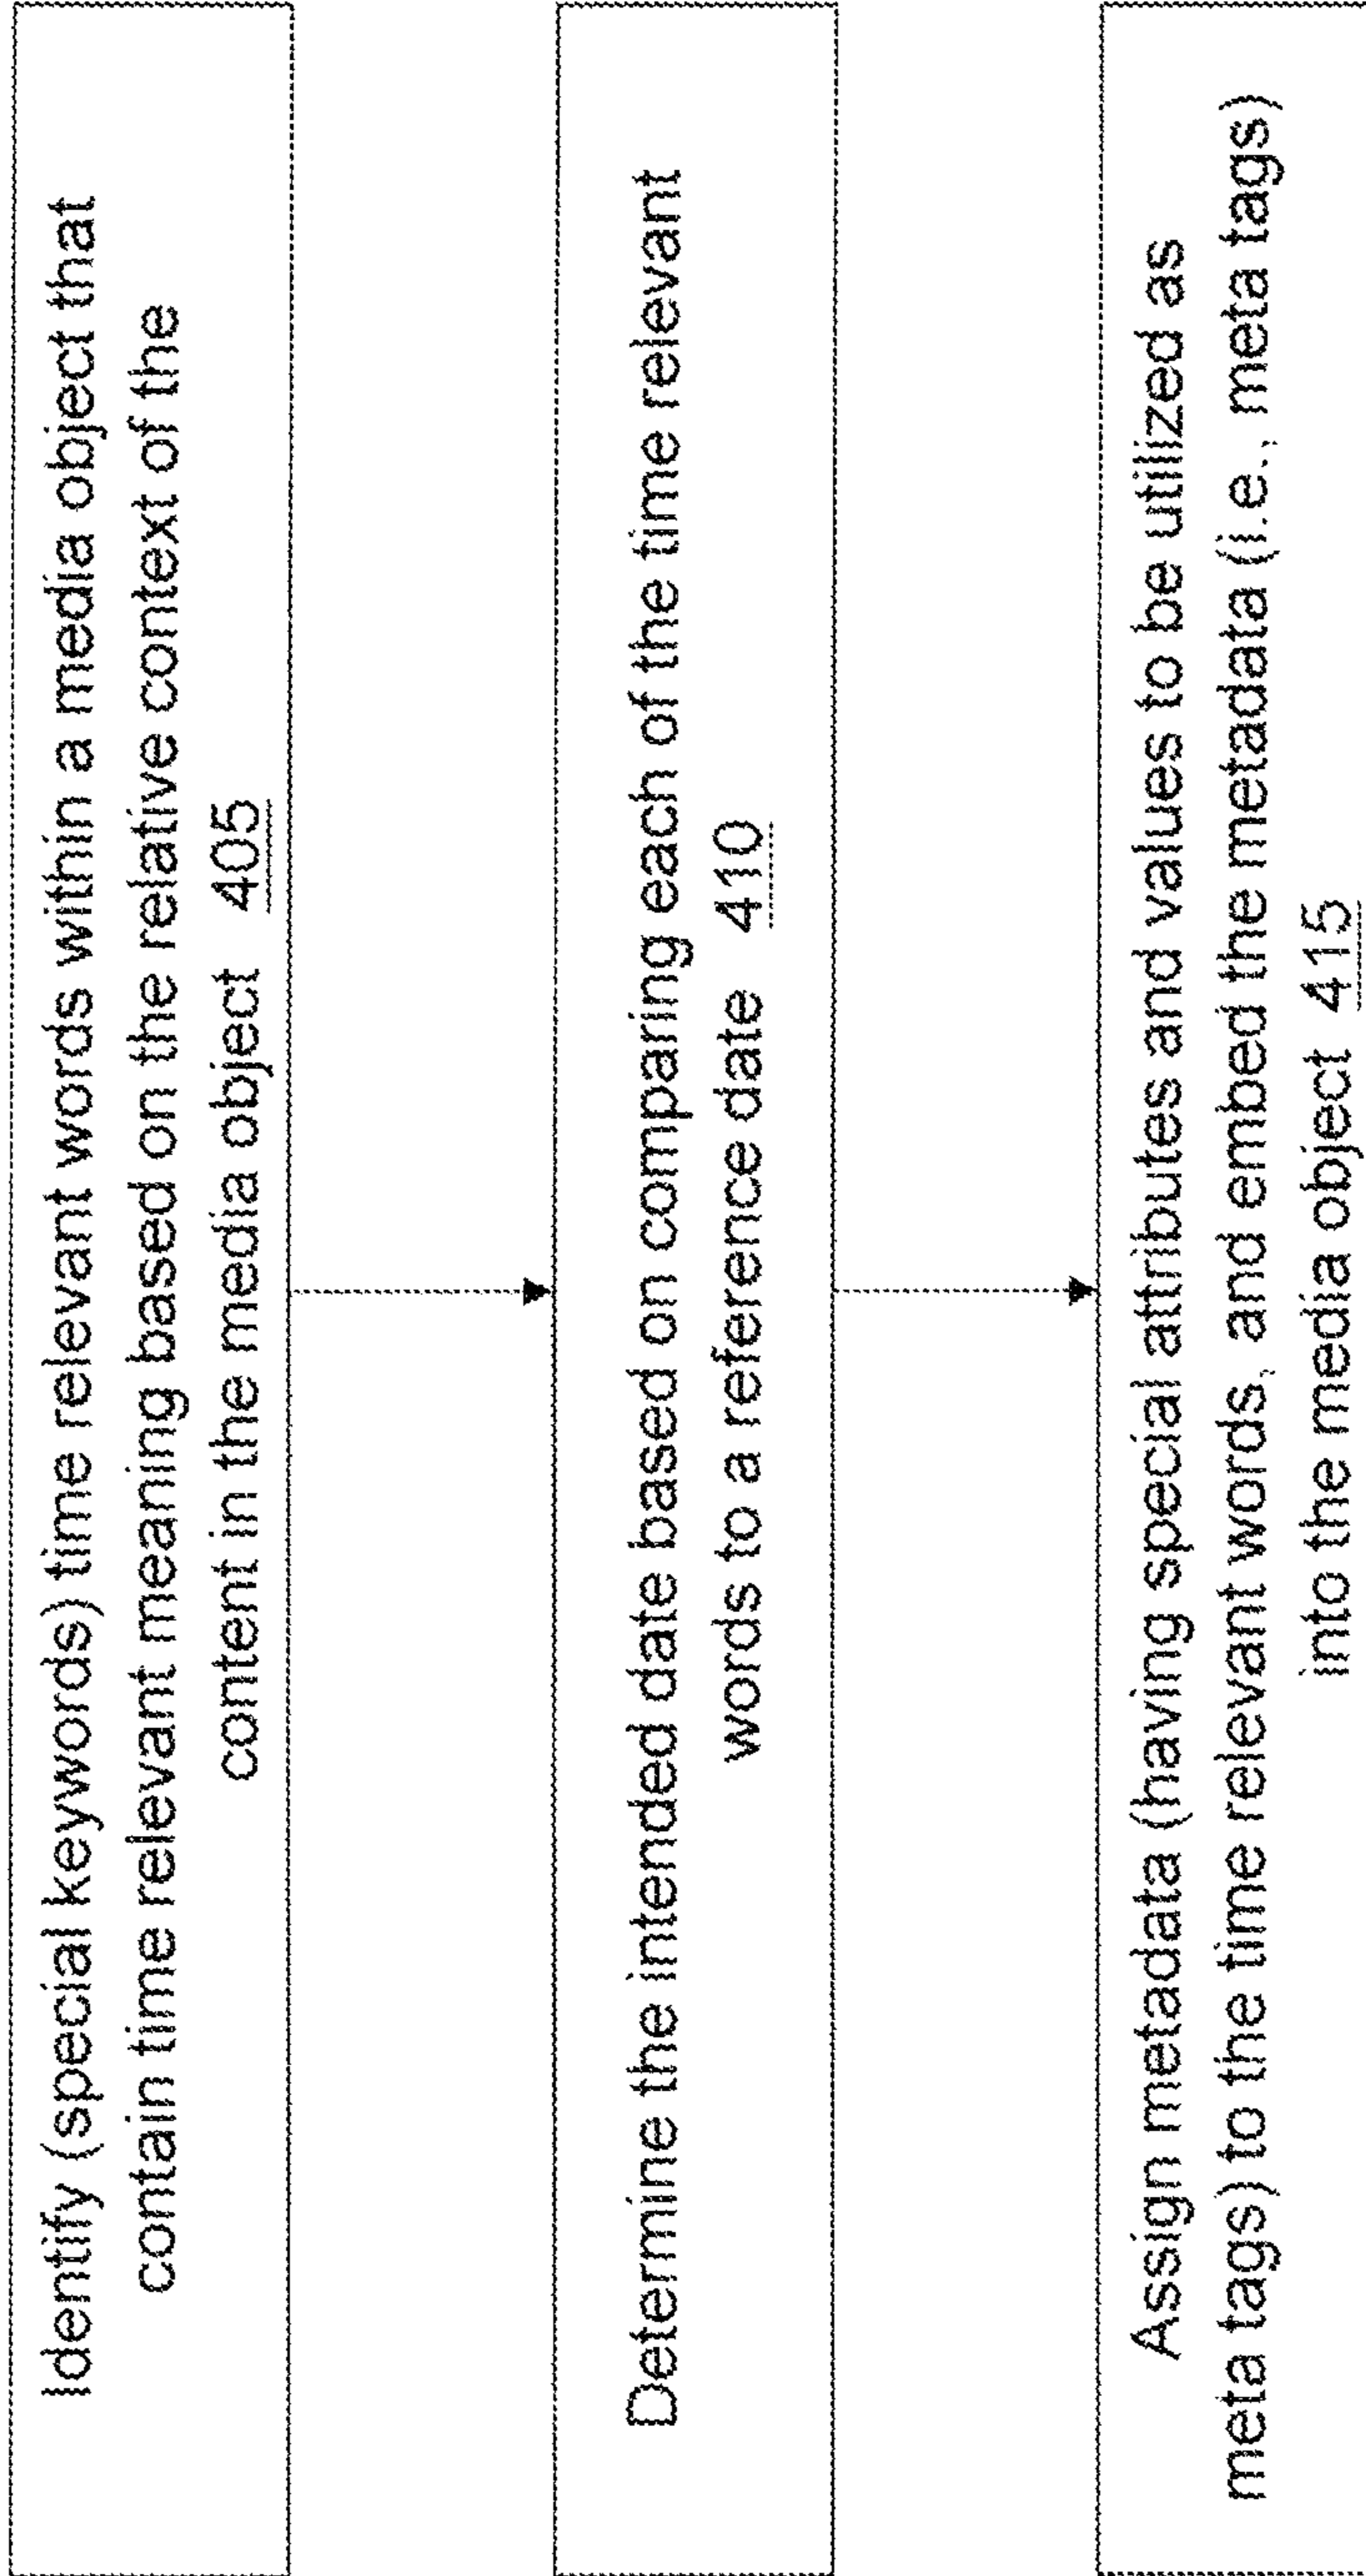 Identify (special keywords) time relevant words within a media object that
contain time relevant meaning based on the relative context of the
content in the media object 405
Determine the intended date based on comparing each of the time relevant
words to a reference date 410
Assign metadata (having special attributes and values to be utilized as
meta tags) to the time relevant words, and embed the metadata (i.e., meta tags)
into the media object 415